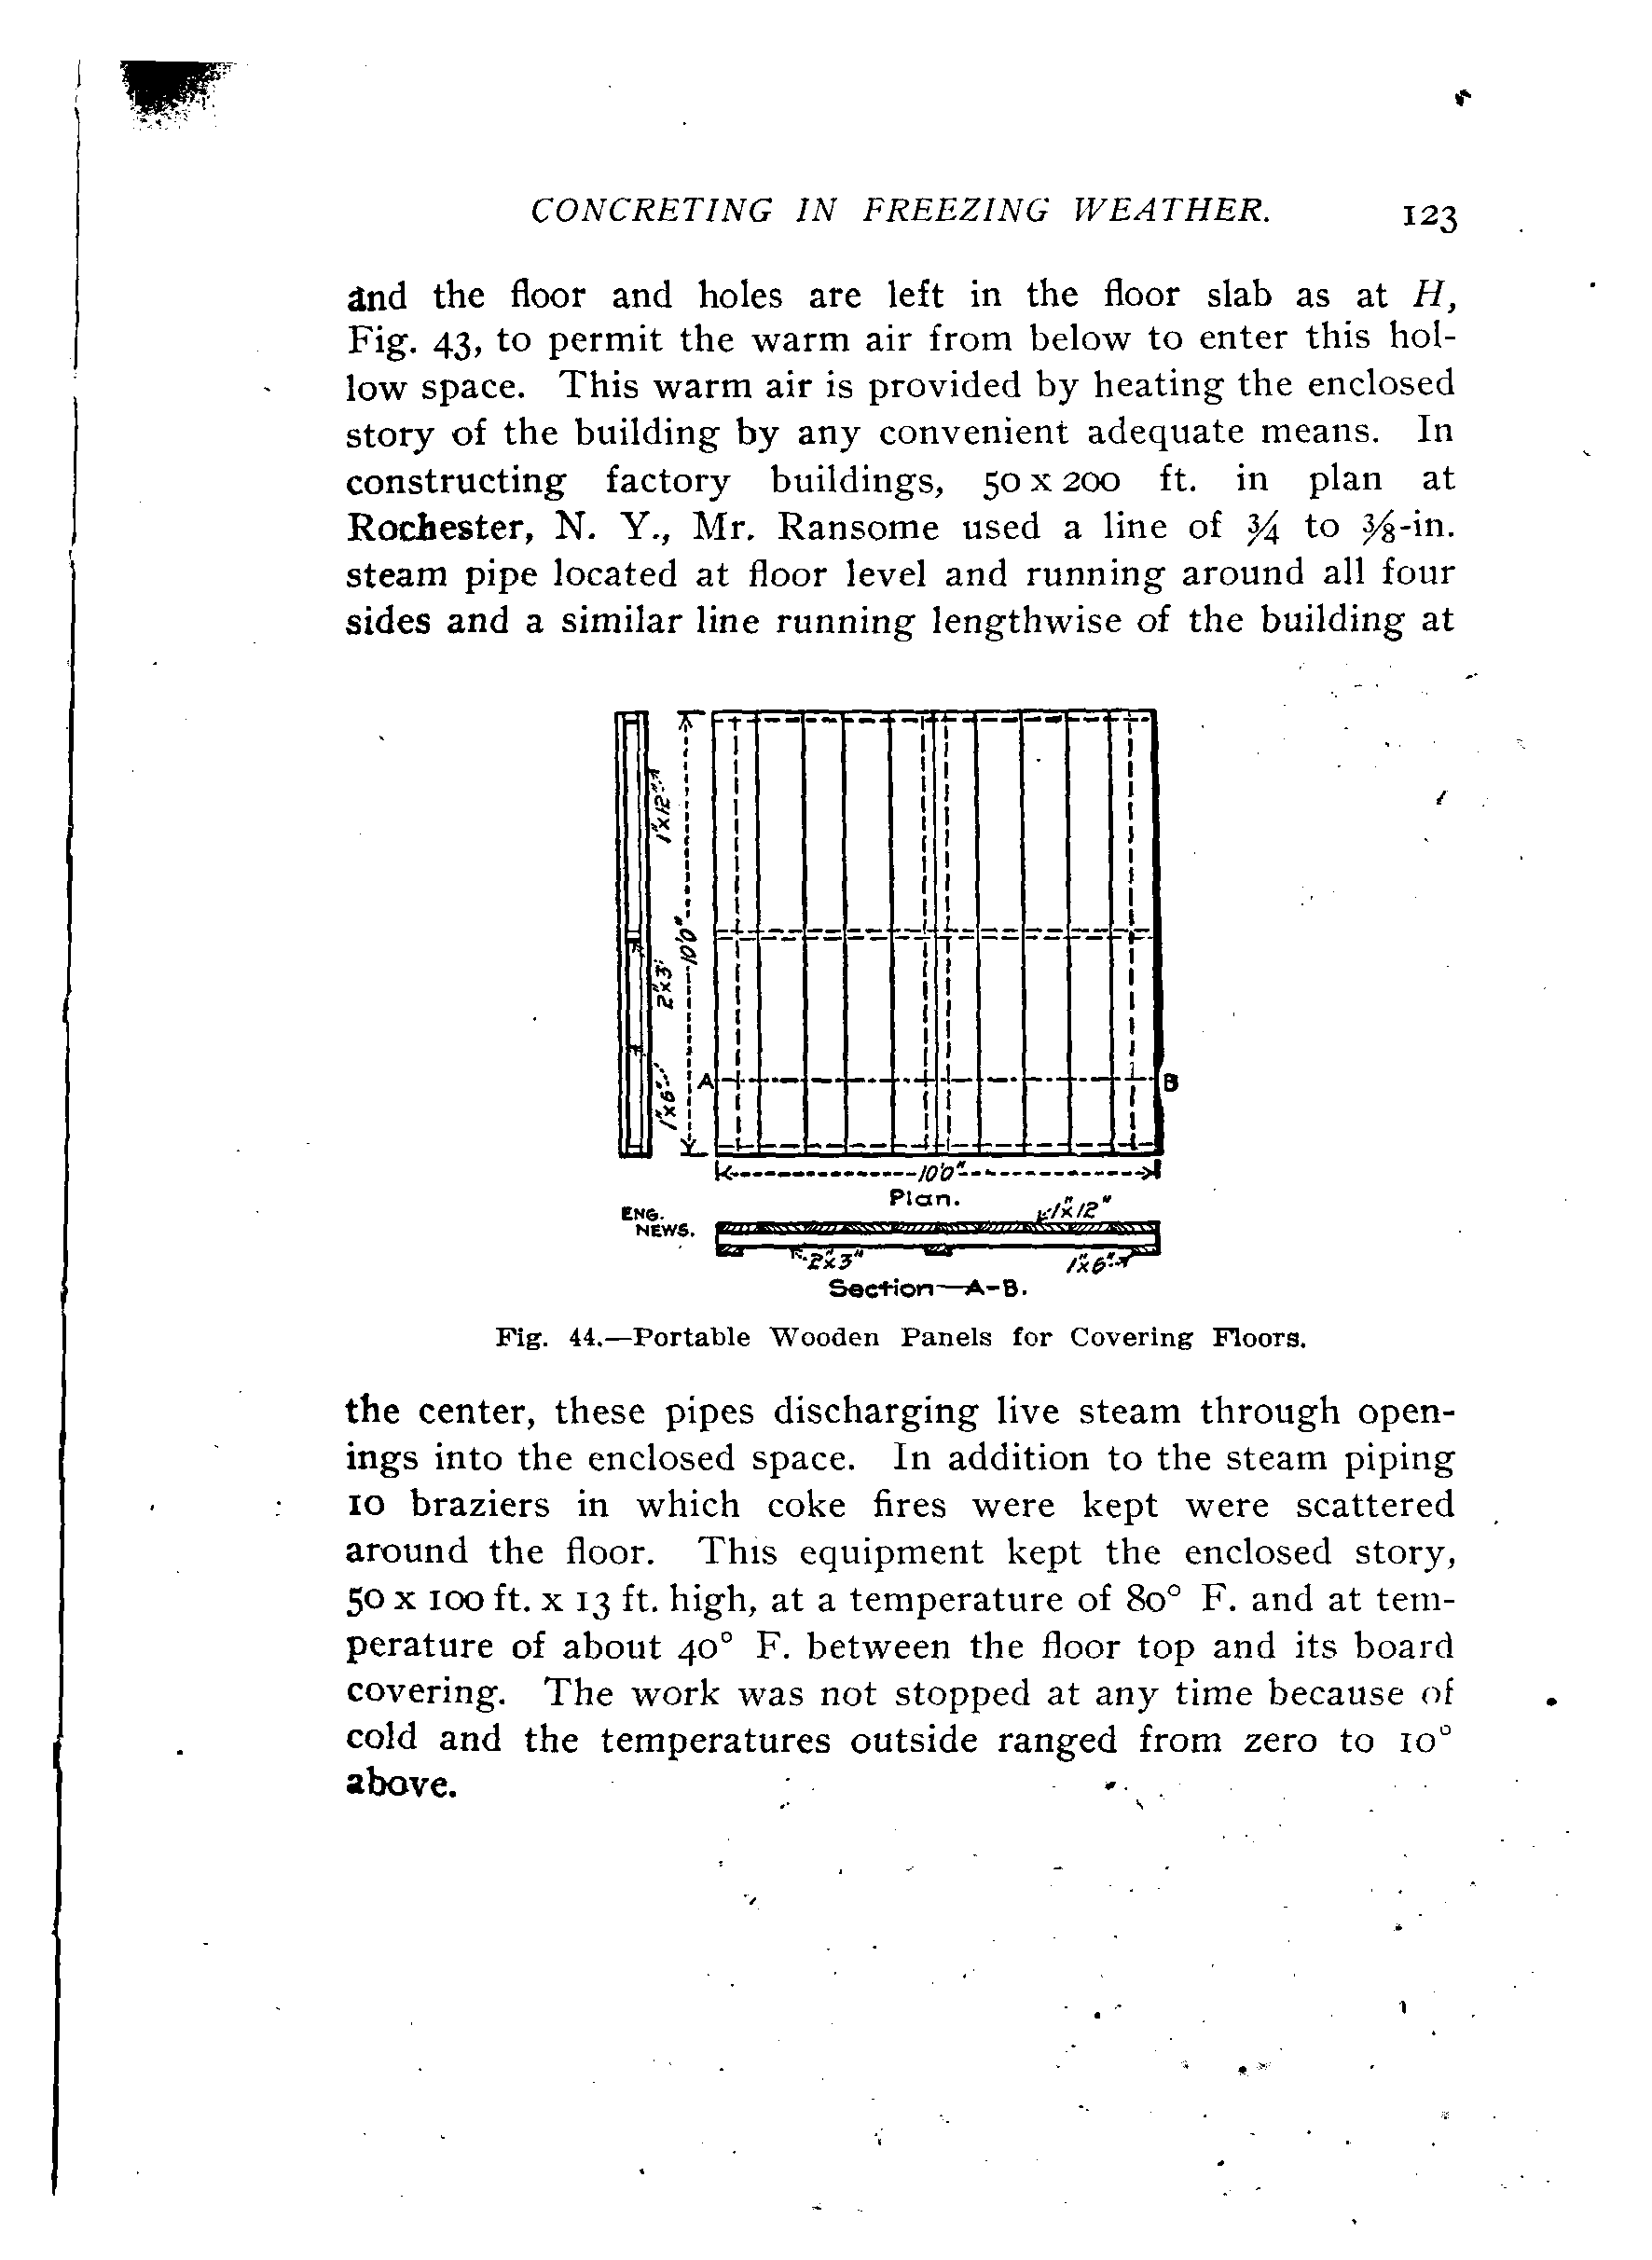 CONCRETING IN FREEZING WEATHER. 123
and the floor and holes are left in the floor slab as at H,
Fig. 43, to permit the warm air from below to enter this hol-
low space. This warm air is provided by heating the enclosed
story of the building by any convenient adequate means. In
constructing factory buildings, 50 x 200 ft. in plan at
Rochester, N. Y., Mr. Ransome used a line of ¾ to ⅜-in.
steam pipe located at floor level and running around all four
sides and a similar line running lengthwise of the building at
1"x12"
10'0"
2"x3"
1"x6"
A
B
10'0"
Plan.
ENG.
NEWS.
1"x12"
2"x3"
1"x6"
Section—A-B.
Fig. 44.—Portable Wooden Panels for Covering Floors.
the center, these pipes discharging live steam through open-
ings into the enclosed space. In addition to the steam piping
10 braziers in which coke fires were kept were scattered
around the floor. This equipment kept the enclosed story,
50 x 100 ft. x 13 ft. high, at a temperature of 80° F. and at tem-
perature of about 40° F. between the floor top and its board
covering. The work was not stopped at any time because of
cold and the temperatures outside ranged from zero to 10°
above.